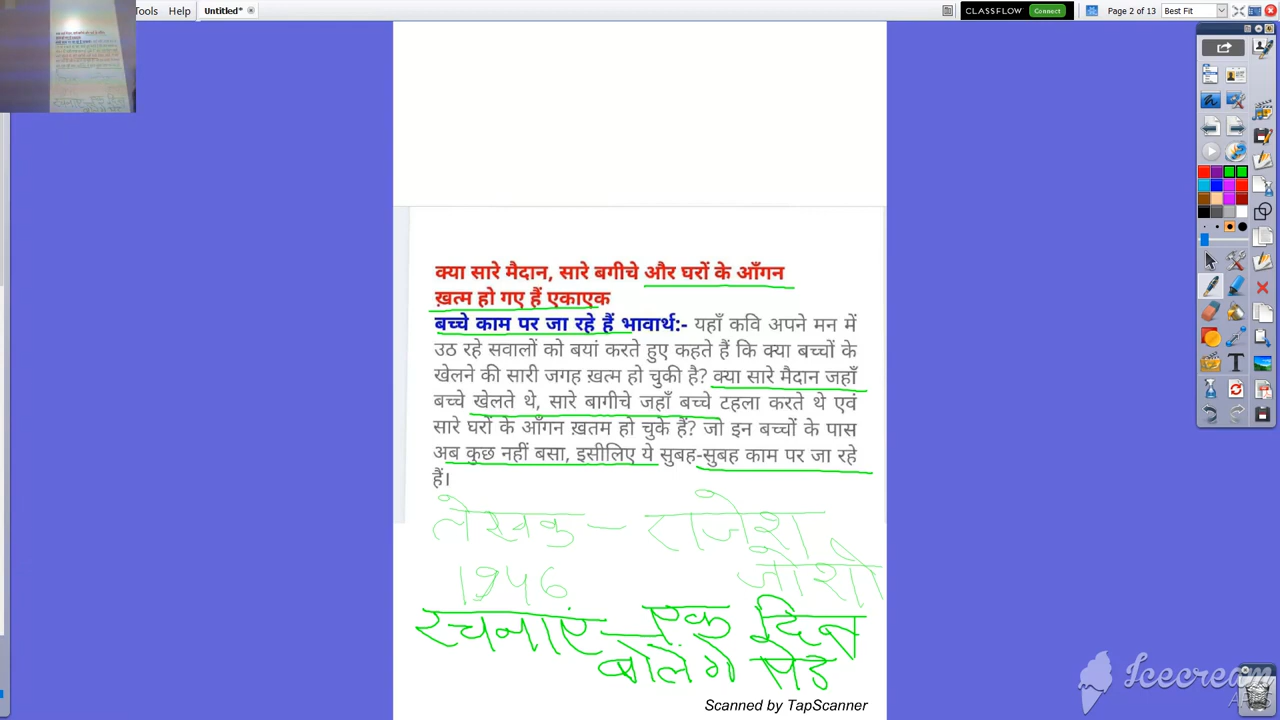 Tools Untitled* CLASSFLOW Connect Page 2 of 13 Best Fit
क्या सारे मैदान, सारे बगीचे और घरों के आँगन
ख़त्म हो गए हैं एकाएक
बच्चे काम पर जा रहे हैं भावार्थ:- यहाँ कवि अपने मन में
उठ रहे सवालों को बयां करते हुए कहते हैं कि क्या बच्चों के
खेलने की सारी जगह ख़त्म हो चुकी है? क्या सारे मैदान जहाँ
बच्चे खेलते थे, सारे बागीचे जहाँ बच्चे टहला करते थे एवं
सारे घरों के आँगन ख़तम हो चुके हैं? जो इन बच्चों के पास
अब कुछ नहीं बसा, इसीलिए ये सुबह-सुबह काम पर जा रहे
हैं।
लेखक – राजेश
1946 जोशी
रचनाएं – एक दिन
बोलेंगे पेड
Scanned by TapScanner
Icecream
APPS